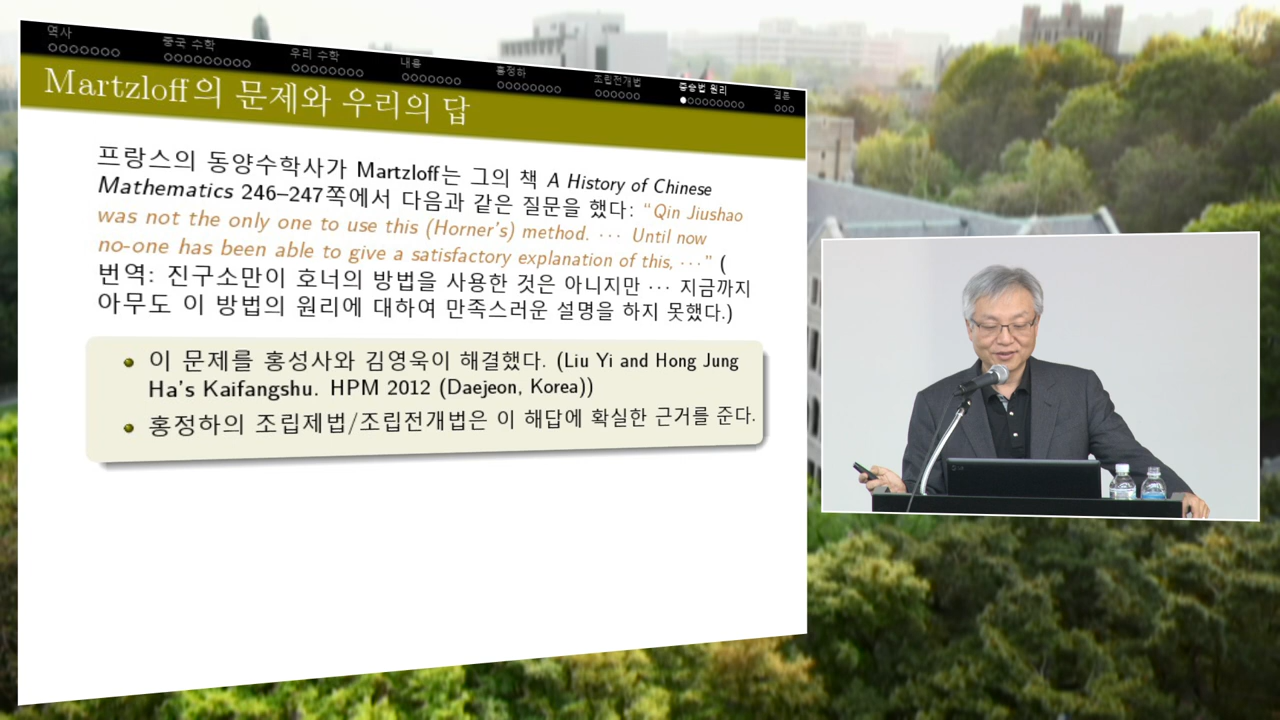 역사 중국 수학 우리 수학 내용 홍정하 조립전개법 증승법 원리 결론
Martzloff의 문제와 우리의 답
프랑스의 동양수학사가 Martzloff는 그의 책 A History of Chinese
Mathematics 246–247쪽에서 다음과 같은 질문을 했다: “Qin Jiushao
was not the only one to use this (Horner's) method. ··· Until now
no-one has been able to give a satisfactory explanation of this, ···” (
번역: 진구소만이 호너의 방법을 사용한 것은 아니지만 ··· 지금까지
아무도 이 방법의 원리에 대하여 만족스러운 설명을 하지 못했다.)
이 문제를 홍성사와 김영욱이 해결했다. (Liu Yi and Hong Jung
Ha's Kaifangshu. HPM 2012 (Daejeon, Korea))
홍정하의 조립제법/조립전개법은 이 해답에 확실한 근거를 준다.